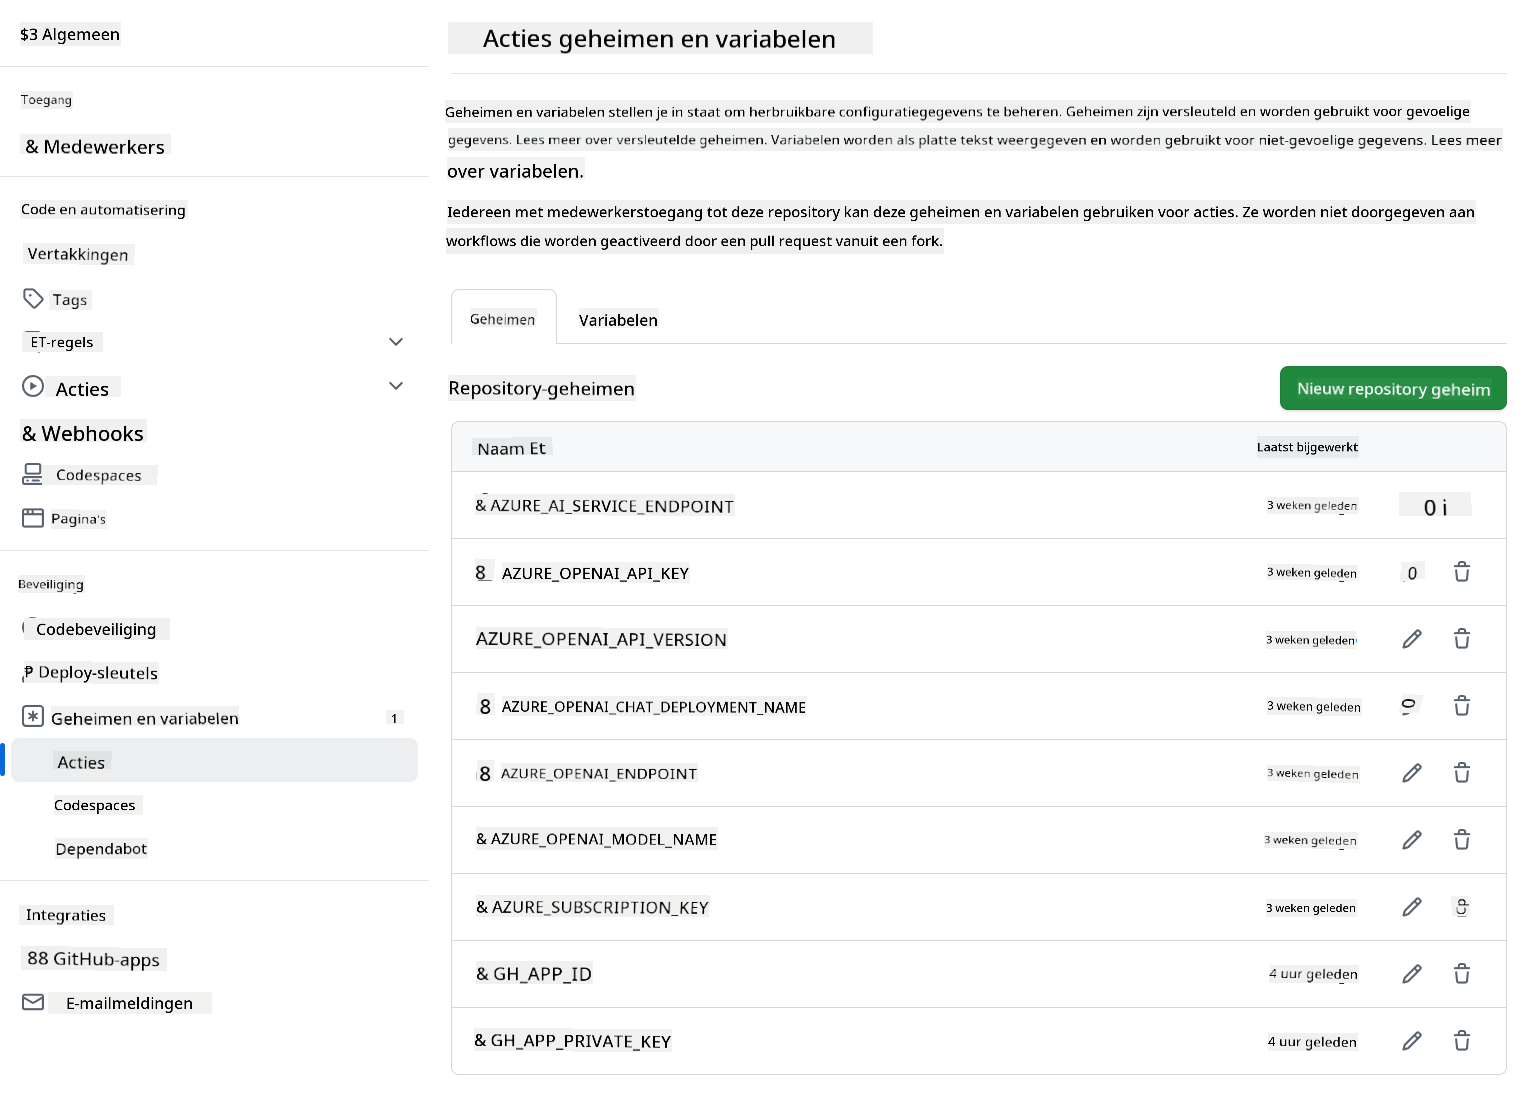 $3 Algemeen
Toegang
& Medewerkers
Code en automatisering
Vertakkingen
Tags
ET-regels
Acties
& Webhooks
Codespaces
Pagina's
Beveiliging
Codebeveiliging
₱ Deploy-sleutels
Geheimen en variabelen 1
Acties
Codespaces
Dependabot
Integraties
88 GitHub-apps
E-mailmeldingen
Acties geheimen en variabelen
Geheimen en variabelen stellen je in staat om herbruikbare configuratiegegevens te beheren. Geheimen zijn versleuteld en worden gebruikt voor gevoelige
gegevens. Lees meer over versleutelde geheimen. Variabelen worden als platte tekst weergegeven en worden gebruikt voor niet-gevoelige gegevens. Lees meer
over variabelen.
Iedereen met medewerkerstoegang tot deze repository kan deze geheimen en variabelen gebruiken voor acties. Ze worden niet doorgegeven aan
workflows die worden geactiveerd door een pull request vanuit een fork.
Geheimen Variabelen
Repository-geheimen Nieuw repository geheim
Naam Et Laatst bijgewerkt
& AZURE_AI_SERVICE_ENDPOINT 3 weken geleden 0 i
8 AZURE_OPENAI_API_KEY 3 weken geleden 0
AZURE_OPENAI_API_VERSION 3 weken geleden
8 AZURE_OPENAI_CHAT_DEPLOYMENT_NAME 3 weken geleden
8 AZURE_OPENAI_ENDPOINT 3 weken geleden
& AZURE_OPENAI_MODEL_NAME 3 weken geleden
& AZURE_SUBSCRIPTION_KEY 3 weken geleden
& GH_APP_ID 4 uur geleden
& GH_APP_PRIVATE_KEY 4 uur geleden